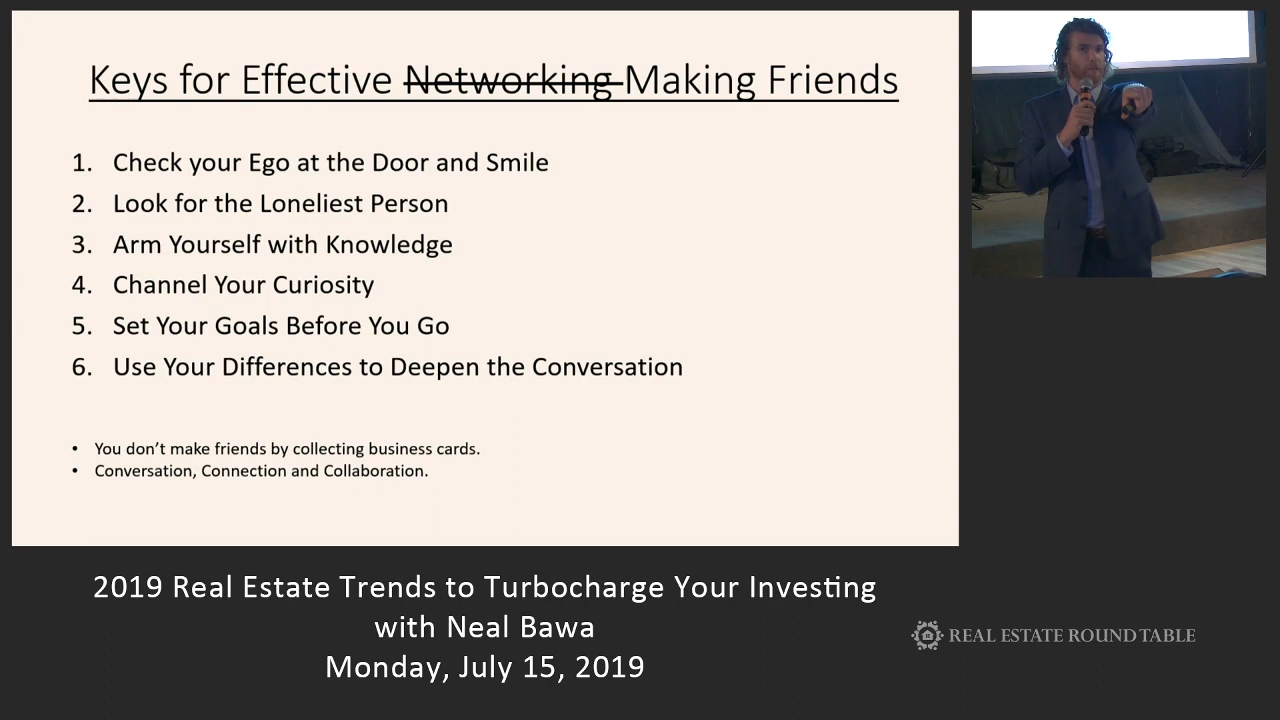 Keys for Effective Networking Making Friends
1. Check your Ego at the Door and Smile
2. Look for the Loneliest Person
3. Arm Yourself with Knowledge
4. Channel Your Curiosity
5. Set Your Goals Before You Go
6. Use Your Differences to Deepen the Conversation
• You don’t make friends by collecting business cards.
• Conversation, Connection and Collaboration.
2019 Real Estate Trends to Turbocharge Your Investing
with Neal Bawa
Monday, July 15, 2019
REAL ESTATE ROUND TABLE